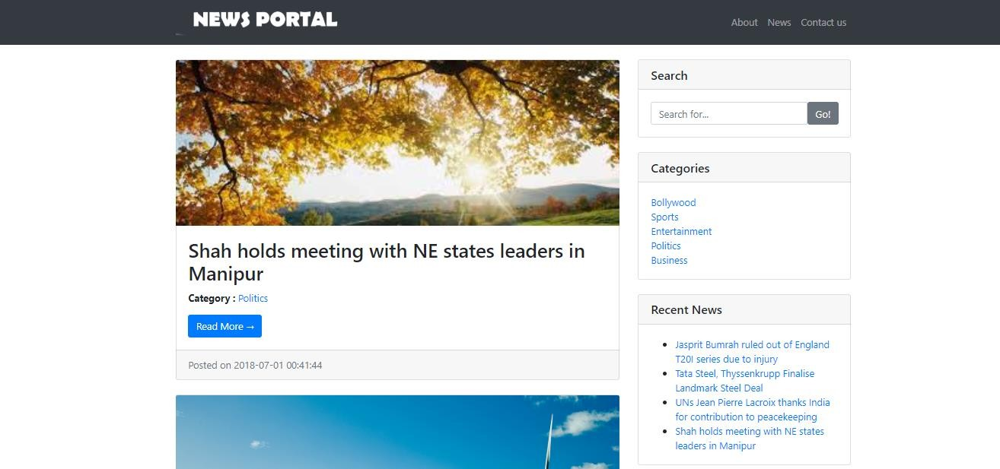 NEWS PORTAL
About News Contact us
Shah holds meeting with NE states leaders in
Manipur
Category : Politics
Read More →
Posted on 2018-07-01 00:41:44
Search
Search for... Go!
Categories
Bollywood
Sports
Entertainment
Politics
Business
Recent News
• Jasprit Bumrah ruled out of England
T20I series due to injury
• Tata Steel, Thyssenkrupp Finalise
Landmark Steel Deal
• UNs Jean Pierre Lacroix thanks India
for contribution to peacekeeping
• Shah holds meeting with NE states
leaders in Manipur